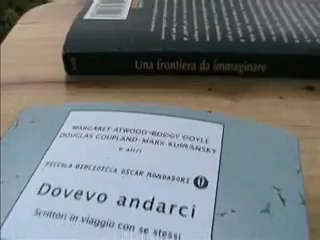 Una frontiera da immaginare
MARGARET ATWOOD • RODDY DOYLE
DOUGLAS COUPLAND • MARK KURLANSKY
e altri
PICCOLA BIBLIOTECA OSCAR MONDADORI
Dovevo andarci
Scrittori in viaggio con se stessi